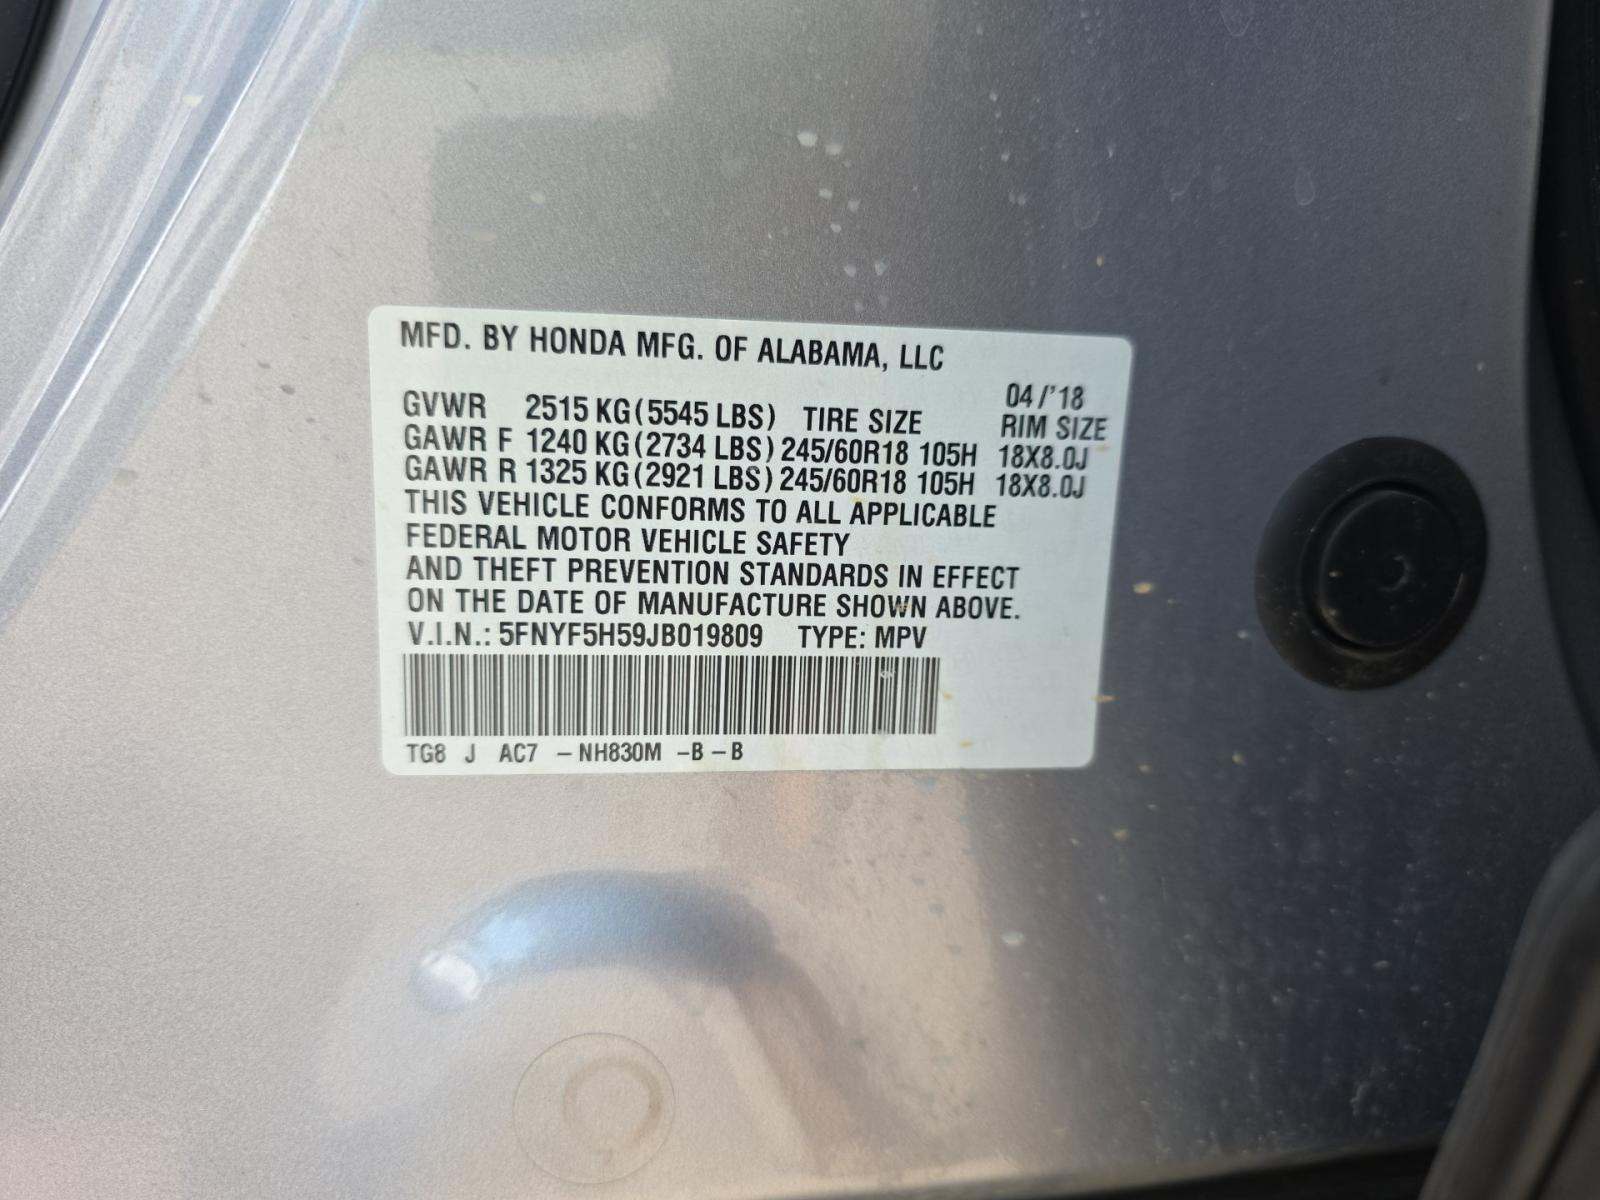 MFD. BY HONDA MFG. OF ALABAMA, LLC
04/'18
GVWR 2515 KG (5545 LBS) TIRE SIZE RIM SIZE
GAWR F 1240 KG (2734 LBS) 245/60R18 105H 18X8.0J
GAWR R 1325 KG (2921 LBS) 245/60R18 105H 18X8.0J
THIS VEHICLE CONFORMS TO ALL APPLICABLE
FEDERAL MOTOR VEHICLE SAFETY
AND THEFT PREVENTION STANDARDS IN EFFECT
ON THE DATE OF MANUFACTURE SHOWN ABOVE.
V.I.N.: 5FNYF5H59JB019809 TYPE: MPV
TG8 J AC7 – NH830M –B – B